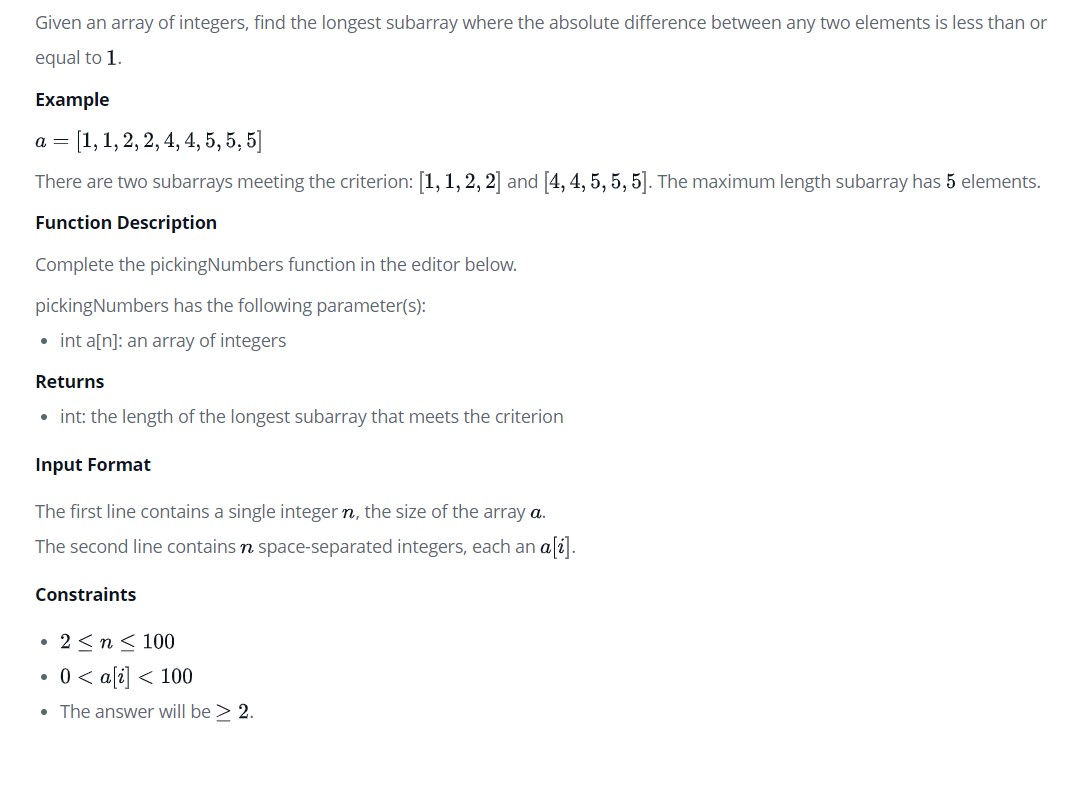 Given an array of integers, find the longest subarray where the absolute difference between any two elements is less than or
equal to 1.
Example
a = [1, 1, 2, 2, 4, 4, 5, 5, 5]
There are two subarrays meeting the criterion: [1, 1, 2, 2] and [4, 4, 5, 5, 5]. The maximum length subarray has 5 elements.
Function Description
Complete the pickingNumbers function in the editor below.
pickingNumbers has the following parameter(s):
• int a[n]: an array of integers
Returns
• int: the length of the longest subarray that meets the criterion
Input Format
The first line contains a single integer n, the size of the array a.
The second line contains n space-separated integers, each an a[i].
Constraints
• 2 ≤ n ≤ 100
• 0 < a[i] < 100
• The answer will be ≥ 2.